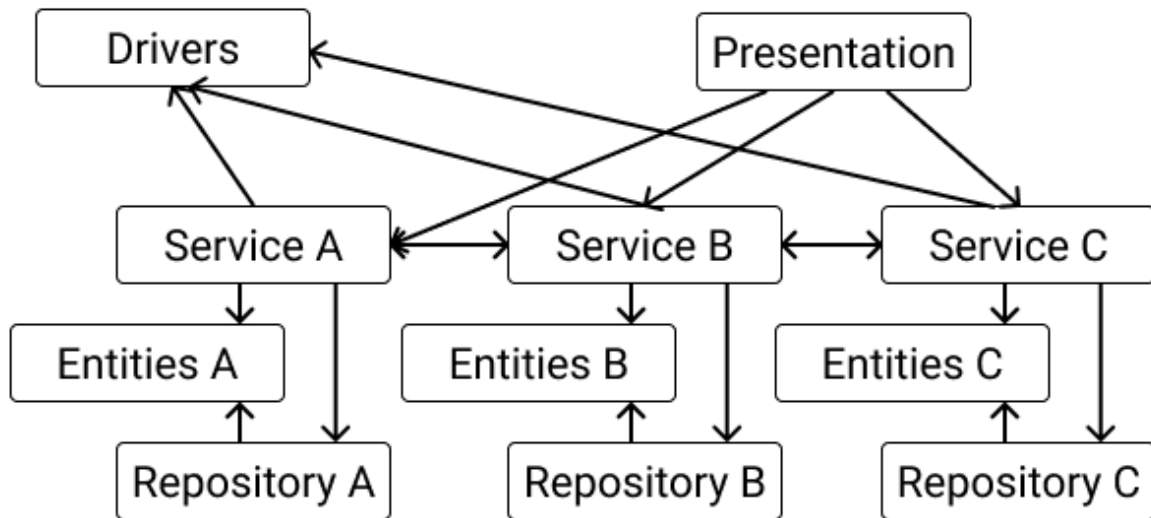 Drivers
Presentation
Service A
Service B
Service C
Entities A
Entities B
Entities C
Repository A
Repository B
Repository C